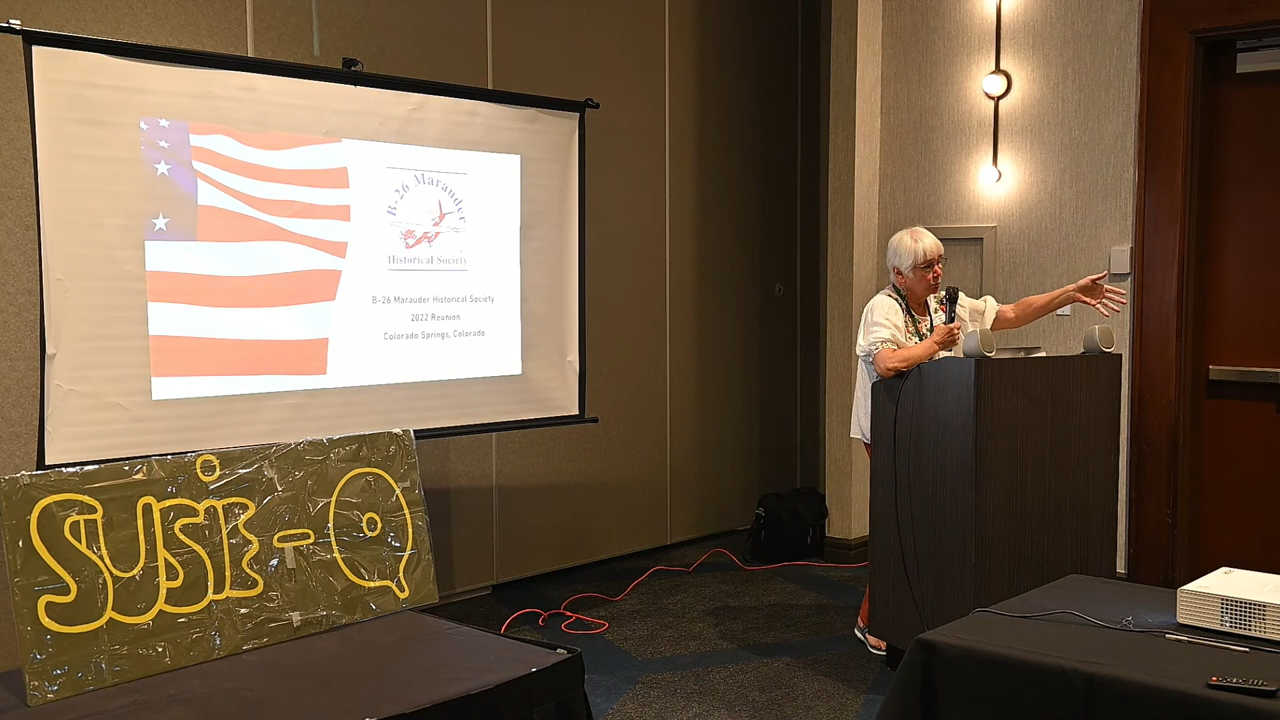 B-26 Marauder
Historical Society
B-26 Marauder Historical Society
2022 Reunion
Colorado Springs, Colorado
SUSiE-Q